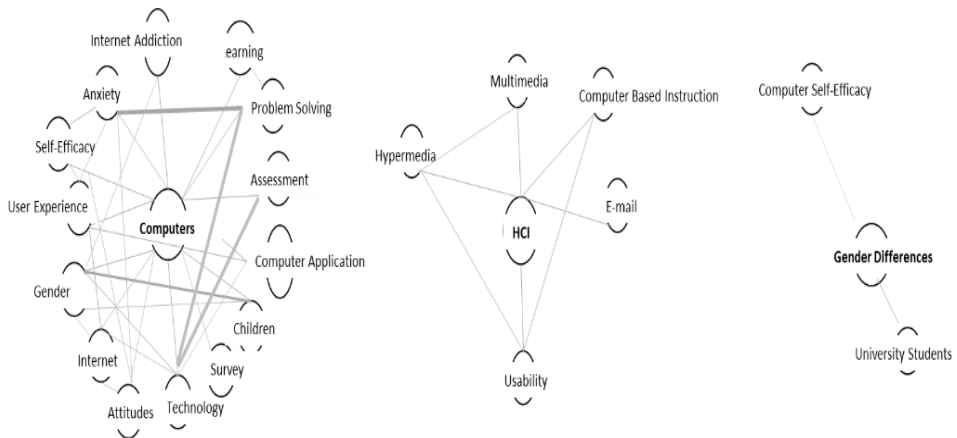 Internet Addiction
earning
Anxiety
Problem Solving
Self-Efficacy
Assessment
User Experience
Computers
Computer Application
Gender
Children
Internet
Survey
Attitudes
Technology
Multimedia
Computer Based Instruction
Hypermedia
E-mail
HCI
Usability
Computer Self-Efficacy
Gender Differences
University Students